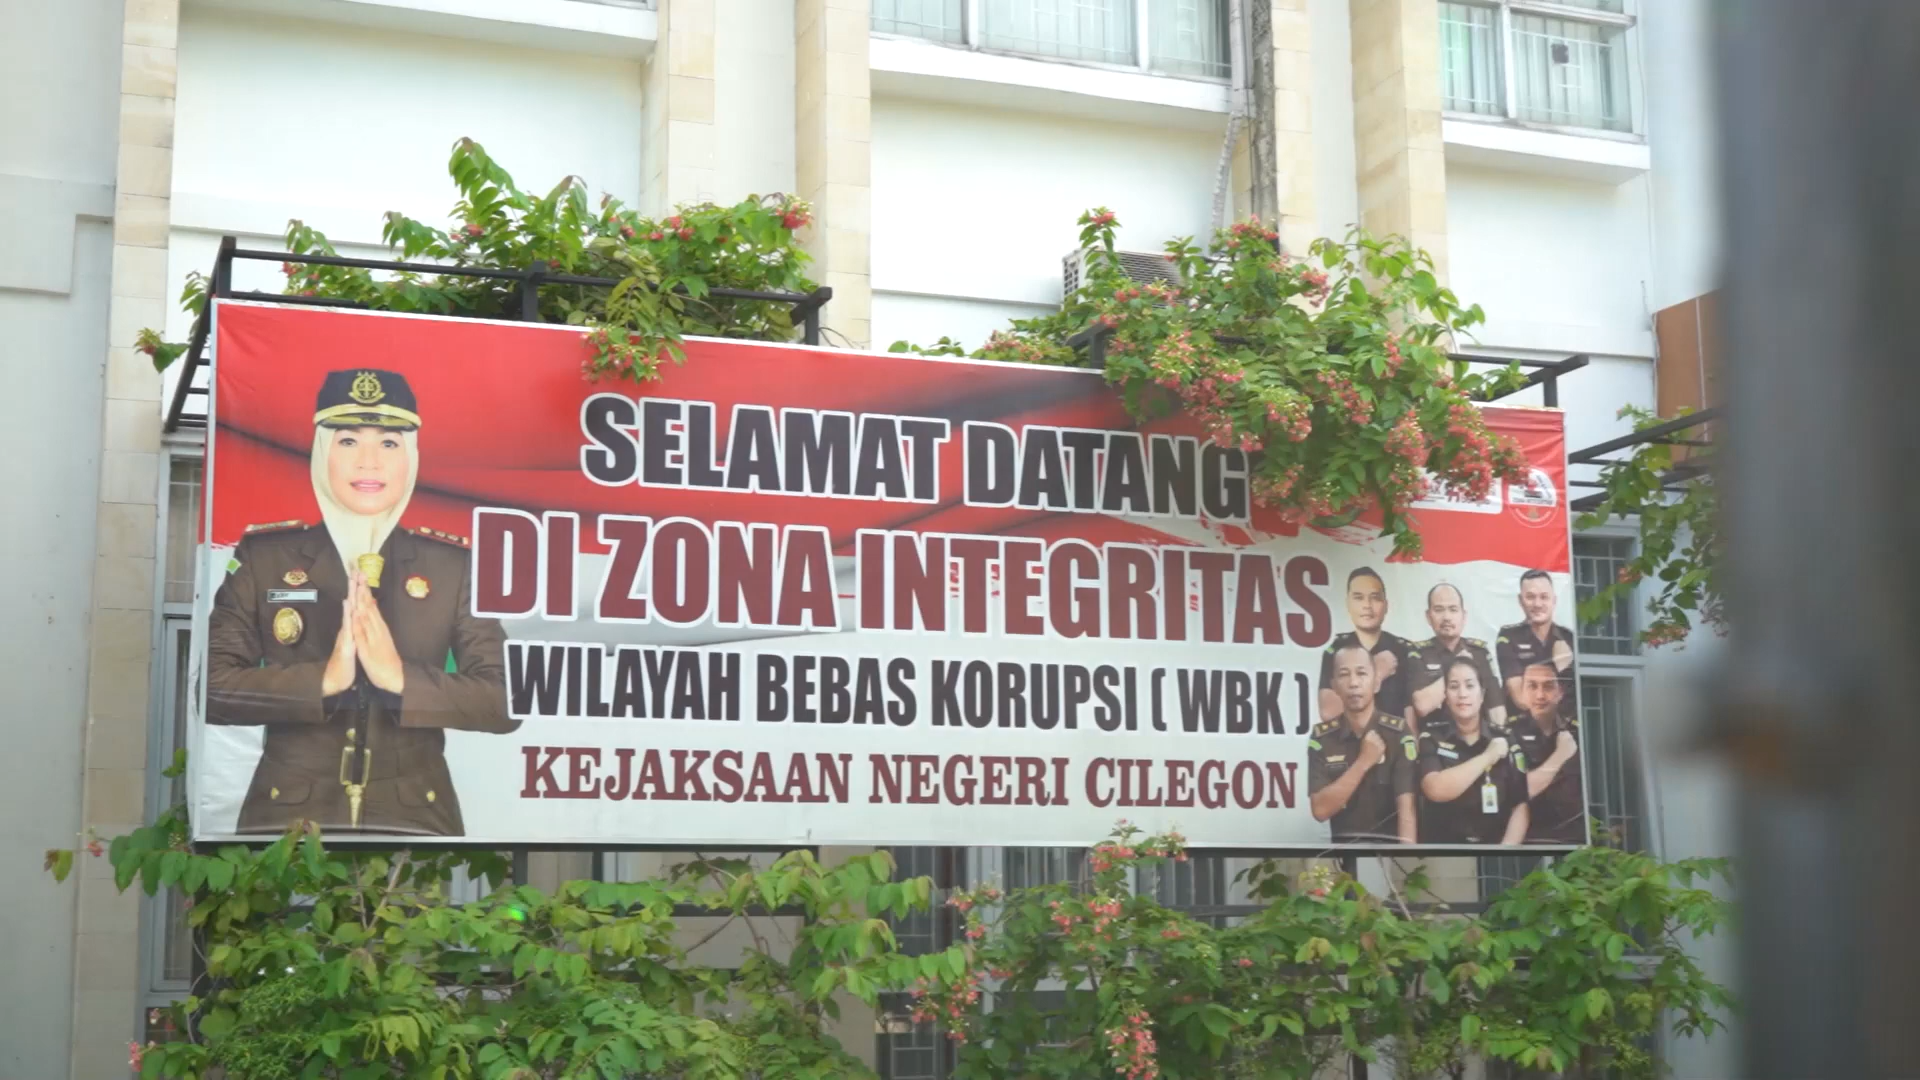 SELAMAT DATANG
DI ZONA INTEGRITAS
WILAYAH BEBAS KORUPSI ( WBK )
KEJAKSAAN NEGERI CILEGON